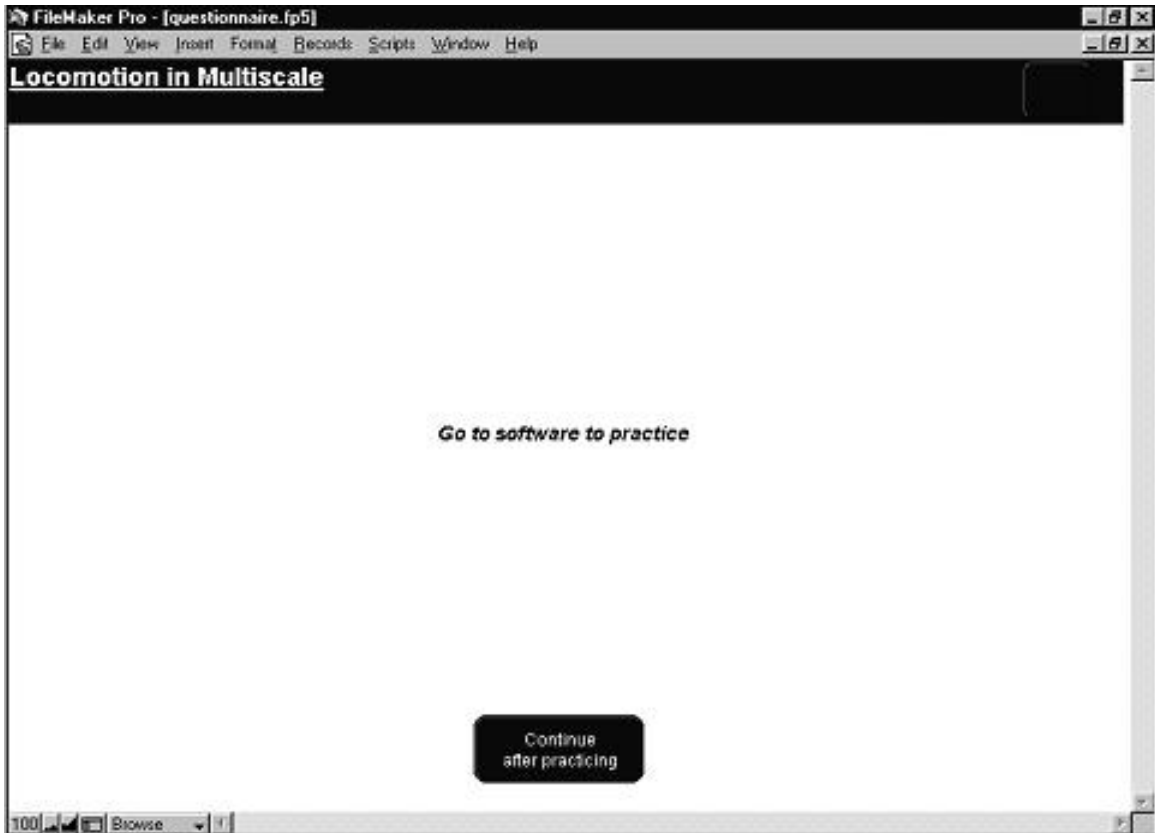 FileMaker Pro - [questionnaire.fp5]
File Edit View Insert Format Records Scripts Window Help
Locomotion in Multiscale
Go to software to practice
Continue
after practicing
100 Browse